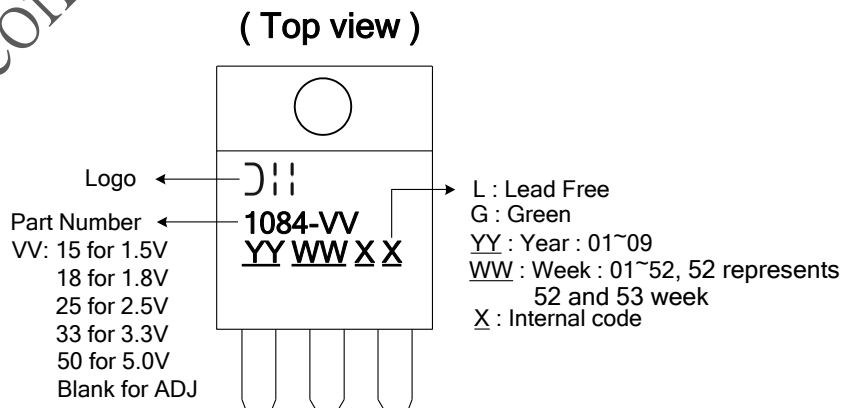 ( Top view )
Logo
Part Number
VV: 15 for 1.5V
18 for 1.8V
25 for 2.5V
33 for 3.3V
50 for 5.0V
Blank for ADJ
1084-VV
YY WW X X
L : Lead Free
G : Green
YY : Year : 01~09
WW : Week : 01~52, 52 represents
52 and 53 week
X : Internal code